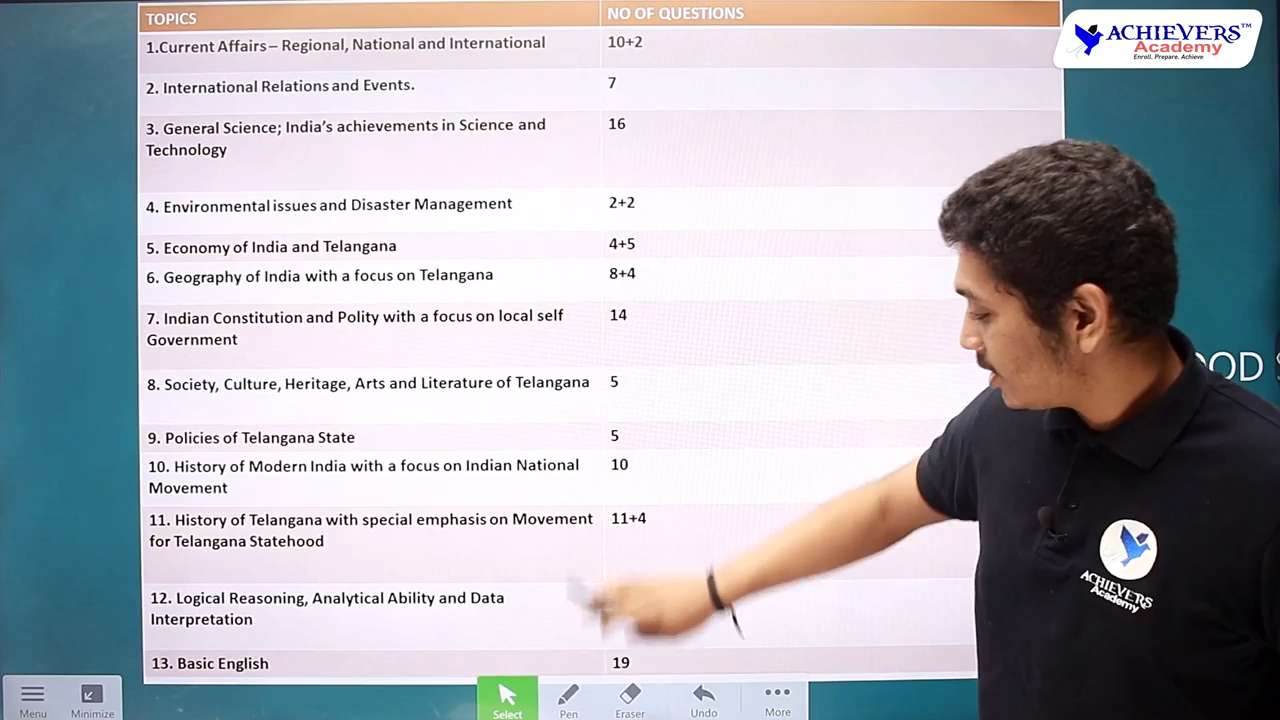 TOPICS NO OF QUESTIONS
1.Current Affairs – Regional, National and International 10+2
2. International Relations and Events. 7
3. General Science; India's achievements in Science and 16
Technology
4. Environmental issues and Disaster Management 2+2
5. Economy of India and Telangana 4+5
6. Geography of India with a focus on Telangana 8+4
7. Indian Constitution and Polity with a focus on local self 14
Government
8. Society, Culture, Heritage, Arts and Literature of Telangana 5
9. Policies of Telangana State 5
10. History of Modern India with a focus on Indian National 10
Movement
11. History of Telangana with special emphasis on Movement 11+4
for Telangana Statehood
12. Logical Reasoning, Analytical Ability and Data
Interpretation
13. Basic English 19
Menu Minimize Select Pen Eraser Undo More
ACHIEVERS™
Academy
Enroll. Prepare. Achieve
OOD S
ACHIEVERS
Academy